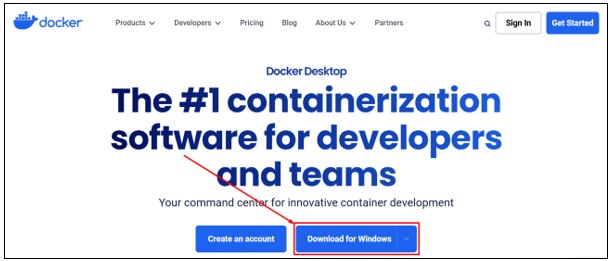 docker
Products Developers Pricing Blog About Us Partners Sign In Get Started
Docker Desktop
The #1 containerization
software for developers
and teams
Your command center for innovative container development
Create an account Download for Windows